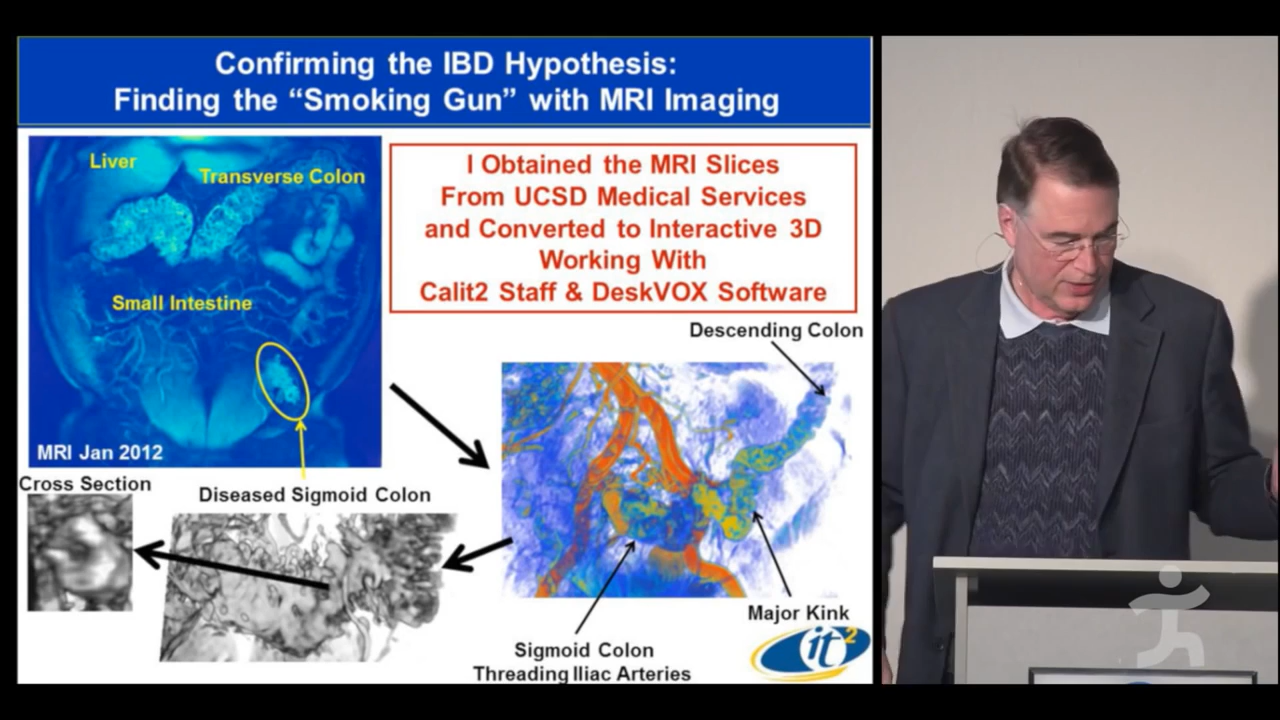 Confirming the IBD Hypothesis:
Finding the “Smoking Gun” with MRI Imaging
Liver
Transverse Colon
Small Intestine
MRI Jan 2012
I Obtained the MRI Slices
From UCSD Medical Services
and Converted to Interactive 3D
Working With
Calit2 Staff & DeskVOX Software
Descending Colon
Cross Section
Diseased Sigmoid Colon
Major Kink
Sigmoid Colon
Threading Iliac Arteries
it2